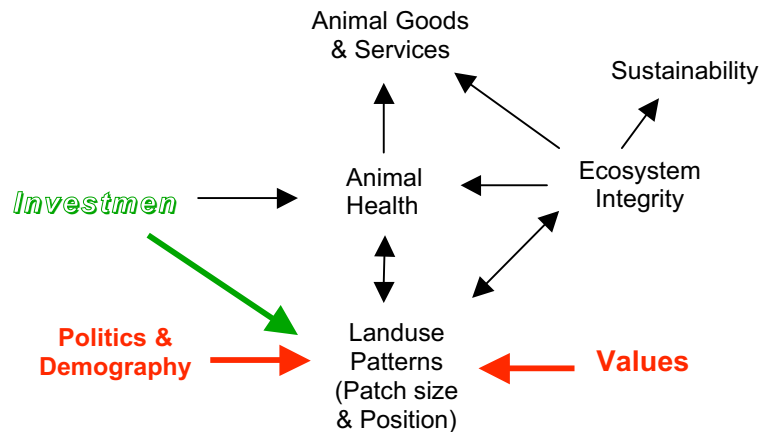 Animal Goods
& Services
Sustainability
Animal
Health
Ecosystem
Integrity
Investmen
Politics &
Demography
Landuse
Patterns
(Patch size
& Position)
Values